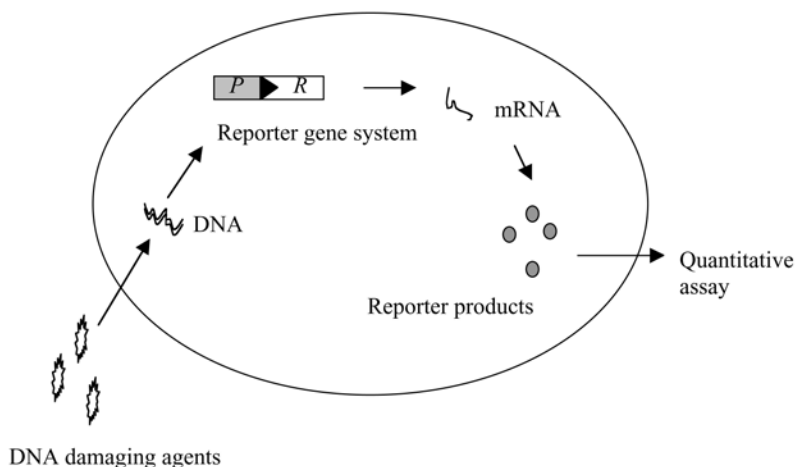 P R
Reporter gene system
mRNA
DNA
Reporter products
Quantitative
assay
DNA damaging agents